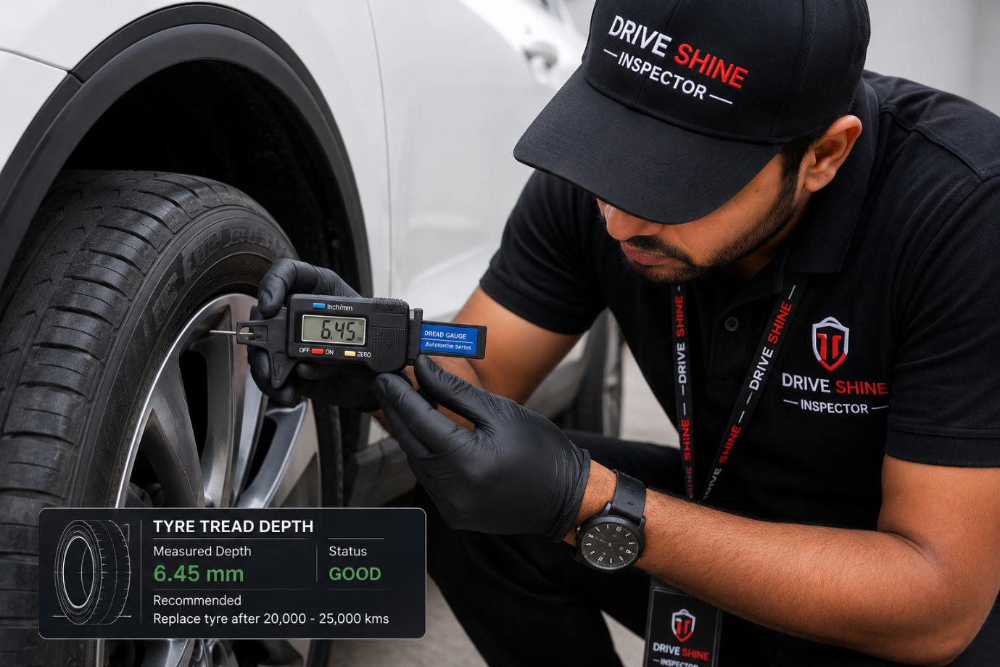 DRIVE SHINE
INSPECTOR
Inch/mm
6.45
OFF ON ZERO
DREAD GAUGE
Automotive Series
DRIVE SHINE
DRIVE SHINE
DRIVE SHINE
DRIVE SHINE
INSPECTOR
TYRE TREAD DEPTH
Measured Depth
6.45 mm
Status
GOOD
Recommended
Replace tyre after 20,000 - 25,000 kms
DRIVE SHINE
INSPECTOR